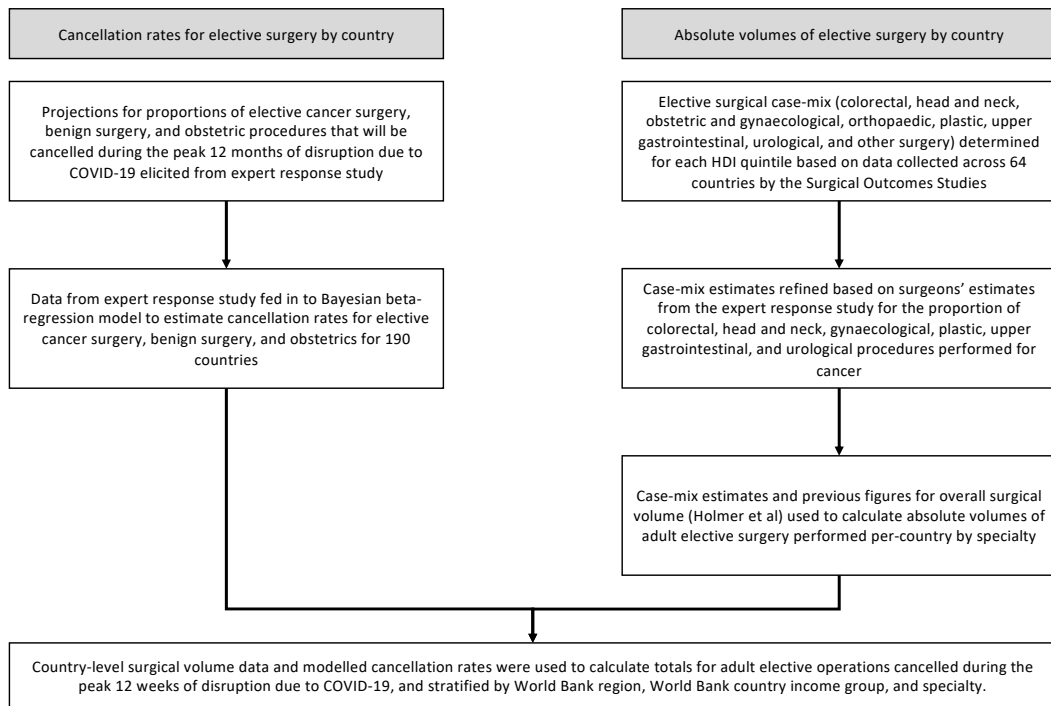 Cancellation rates for elective surgery by country
Projections for proportions of elective cancer surgery,
benign surgery, and obstetric procedures that will be
cancelled during the peak 12 months of disruption due to
COVID-19 elicited from expert response study
Data from expert response study fed in to Bayesian beta-
regression model to estimate cancellation rates for elective
cancer surgery, benign surgery, and obstetrics for 190
countries
Absolute volumes of elective surgery by country
Elective surgical case-mix (colorectal, head and neck,
obstetric and gynaecological, orthopaedic, plastic, upper
gastrointestinal, urological, and other surgery) determined
for each HDI quintile based on data collected across 64
countries by the Surgical Outcomes Studies
Case-mix estimates refined based on surgeons’ estimates
from the expert response study for the proportion of
colorectal, head and neck, gynaecological, plastic, upper
gastrointestinal, and urological procedures performed for
cancer
Case-mix estimates and previous figures for overall surgical
volume (Holmer et al) used to calculate absolute volumes of
adult elective surgery performed per-country by specialty
Country-level surgical volume data and modelled cancellation rates were used to calculate totals for adult elective operations cancelled during the
peak 12 weeks of disruption due to COVID-19, and stratified by World Bank region, World Bank country income group, and specialty.